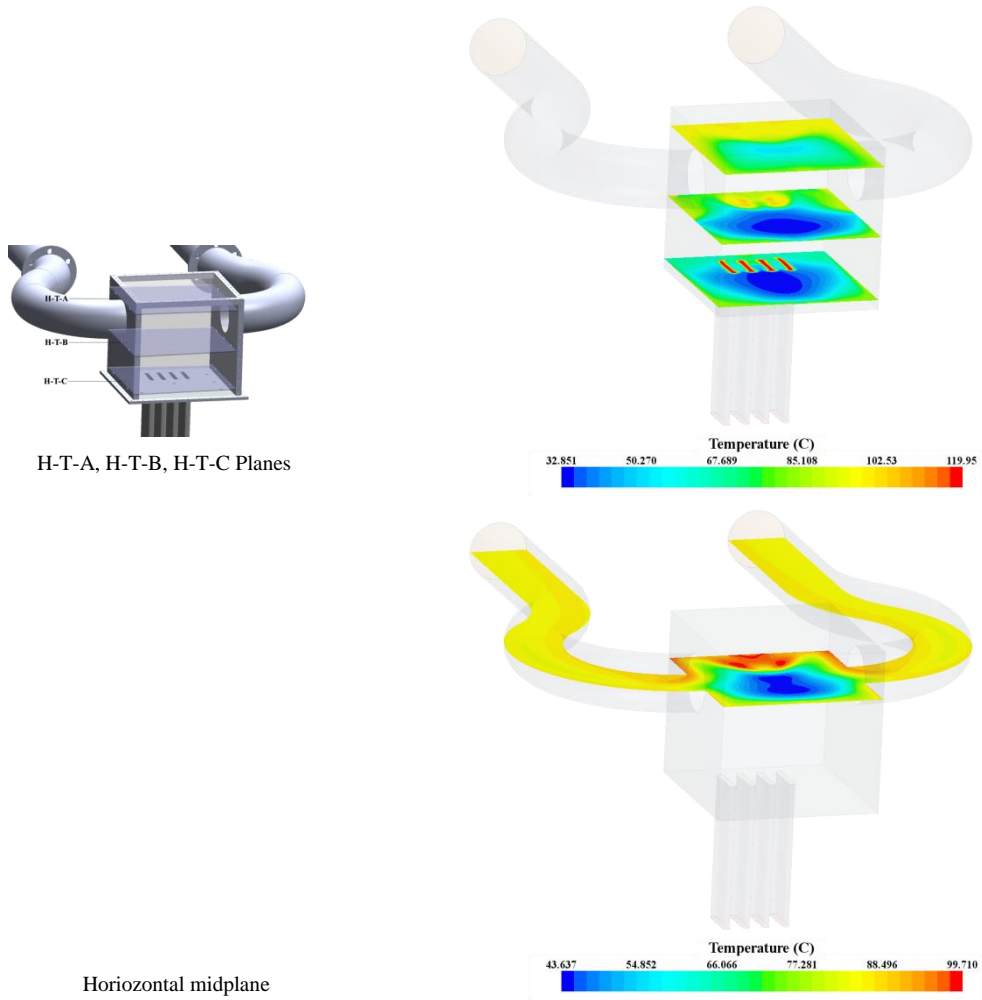 H-T-A
H-T-B
H-T-C
H-T-A, H-T-B, H-T-C Planes
Temperature (C)
32.851 50.270 67.689 85.108 102.53 119.95
Horiozontal midplane
Temperature (C)
43.637 54.852 66.066 77.281 88.496 99.710